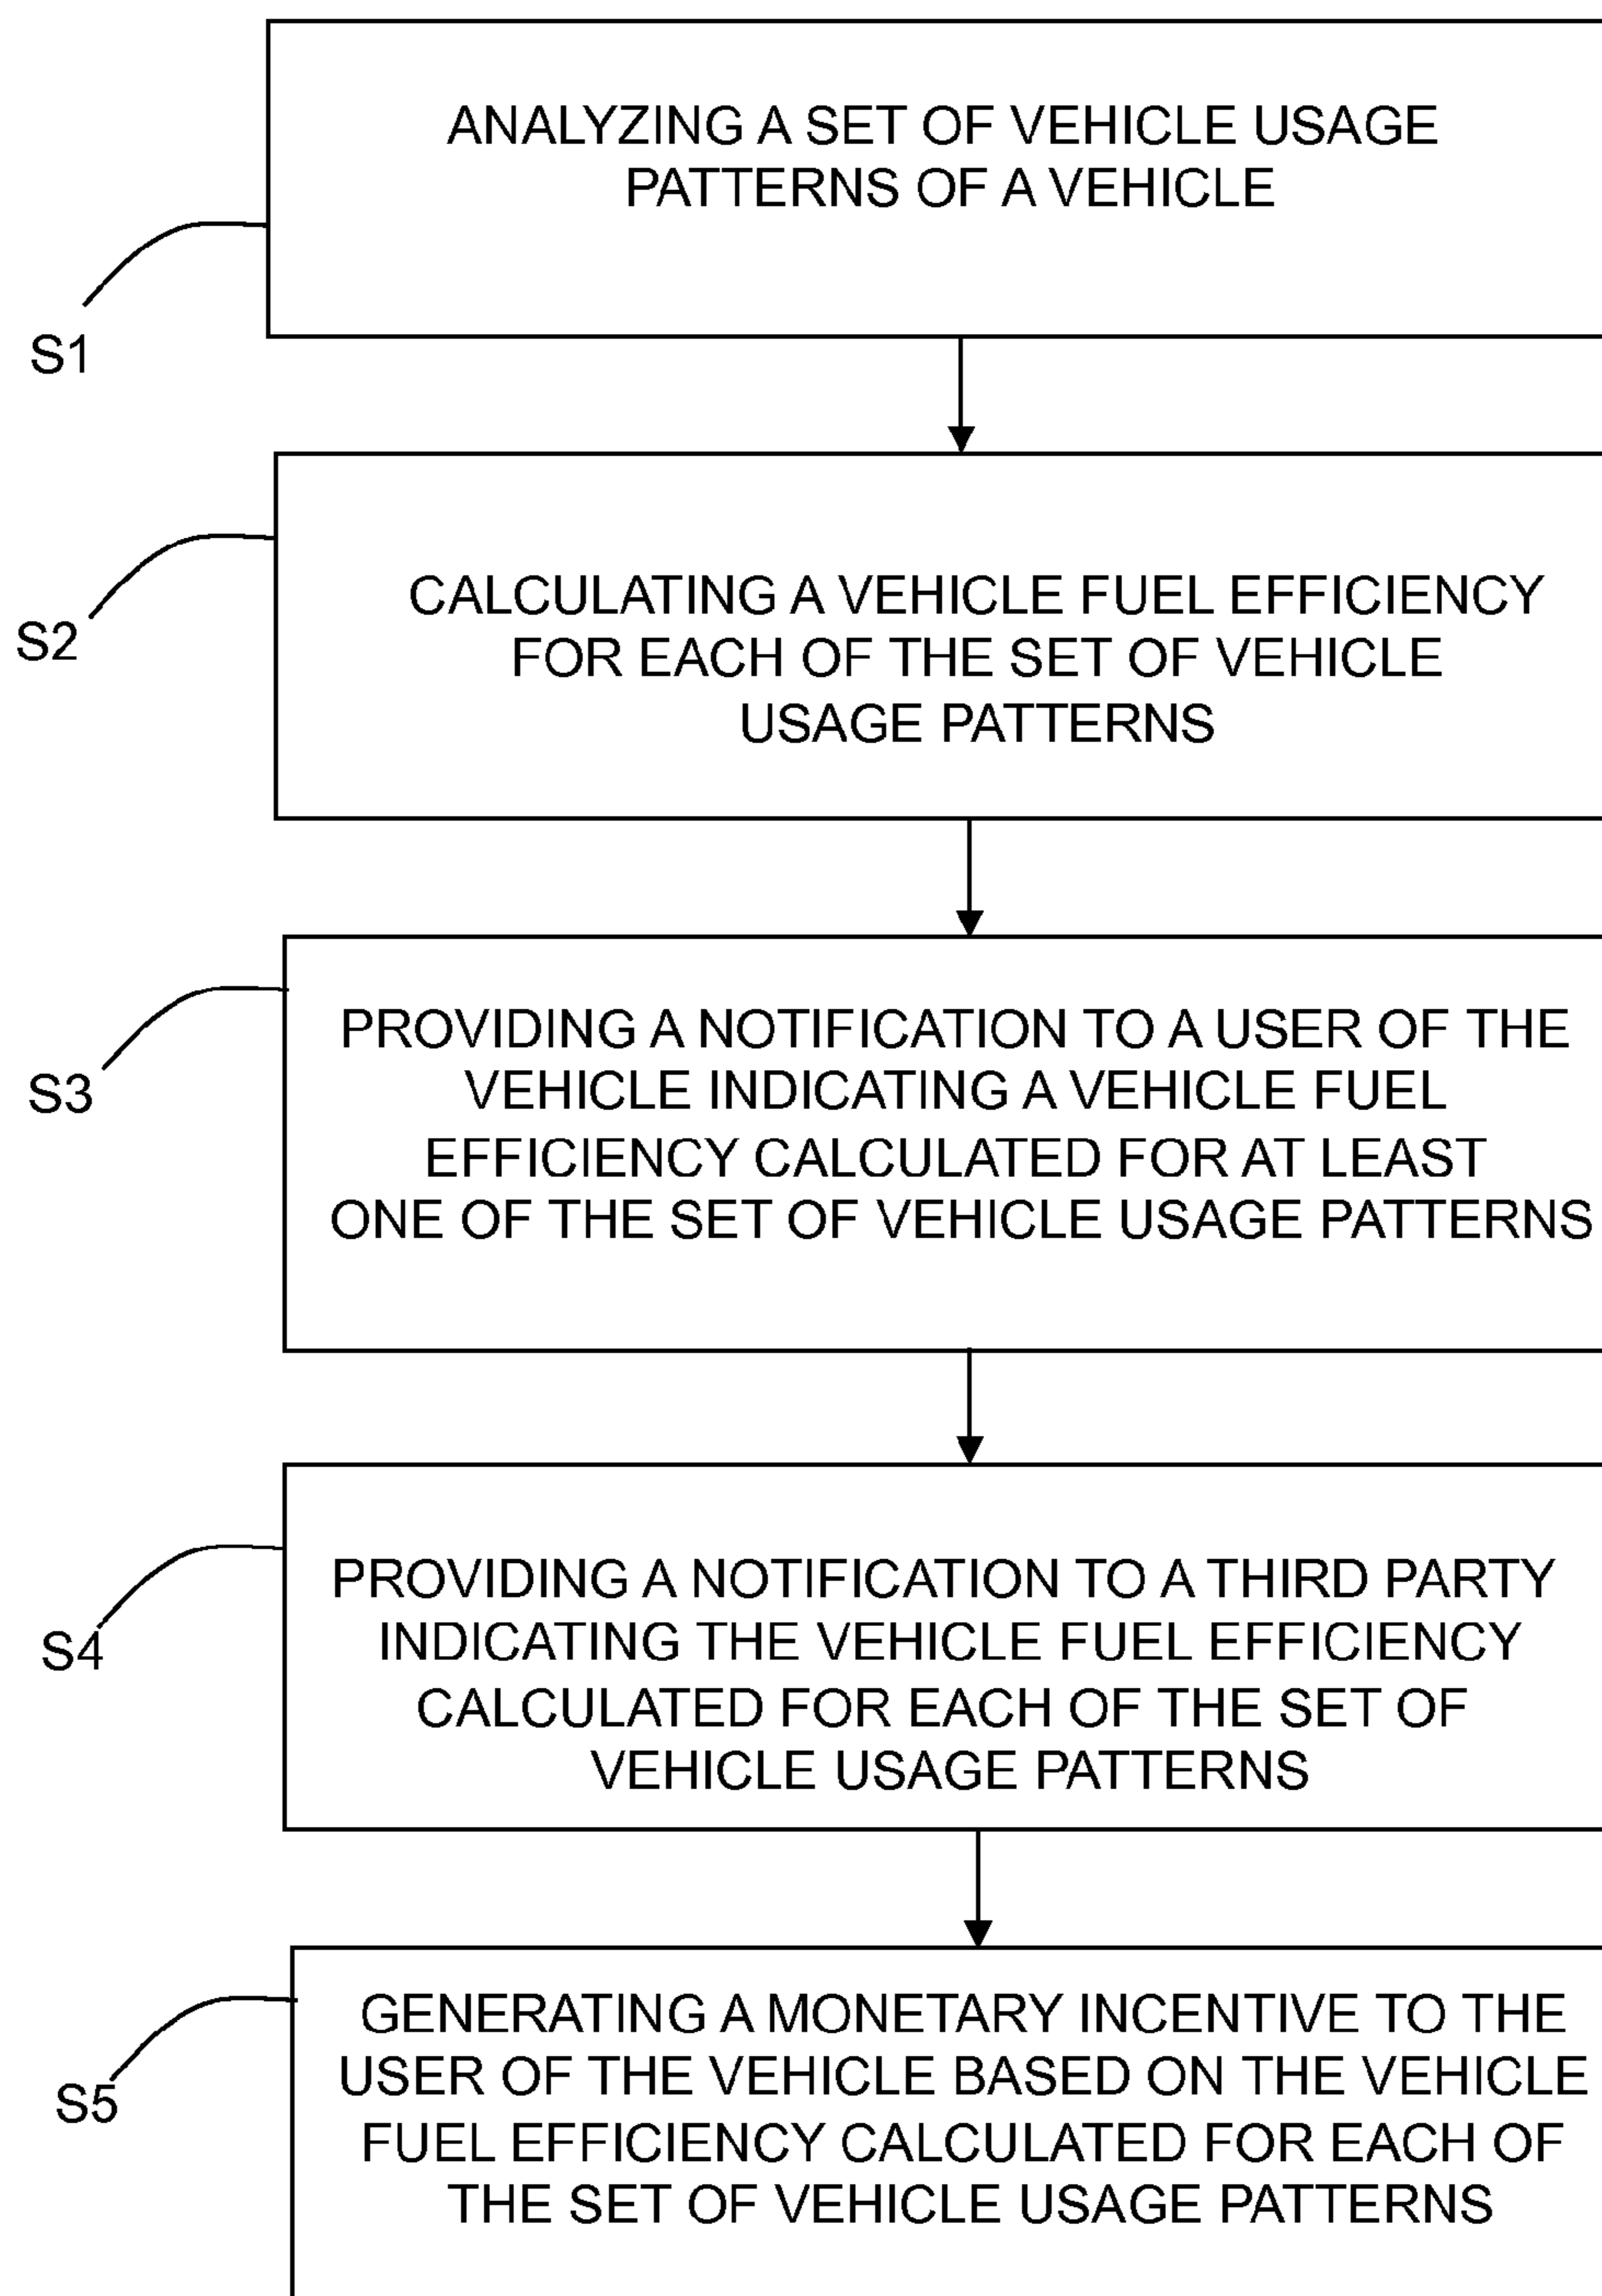 ANALYZING A SET OF VEHICLE USAGE
PATTERNS OF A VEHICLE
S1
CALCULATING A VEHICLE FUEL EFFICIENCY
FOR EACH OF THE SET OF VEHICLE
USAGE PATTERNS
S2
PROVIDING A NOTIFICATION TO A USER OF THE
VEHICLE INDICATING A VEHICLE FUEL
EFFICIENCY CALCULATED FOR AT LEAST
ONE OF THE SET OF VEHICLE USAGE PATTERNS
S3
PROVIDING A NOTIFICATION TO A THIRD PARTY
INDICATING THE VEHICLE FUEL EFFICIENCY
CALCULATED FOR EACH OF THE SET OF
VEHICLE USAGE PATTERNS
S4
GENERATING A MONETARY INCENTIVE TO THE
USER OF THE VEHICLE BASED ON THE VEHICLE
FUEL EFFICIENCY CALCULATED FOR EACH OF
THE SET OF VEHICLE USAGE PATTERNS
S5